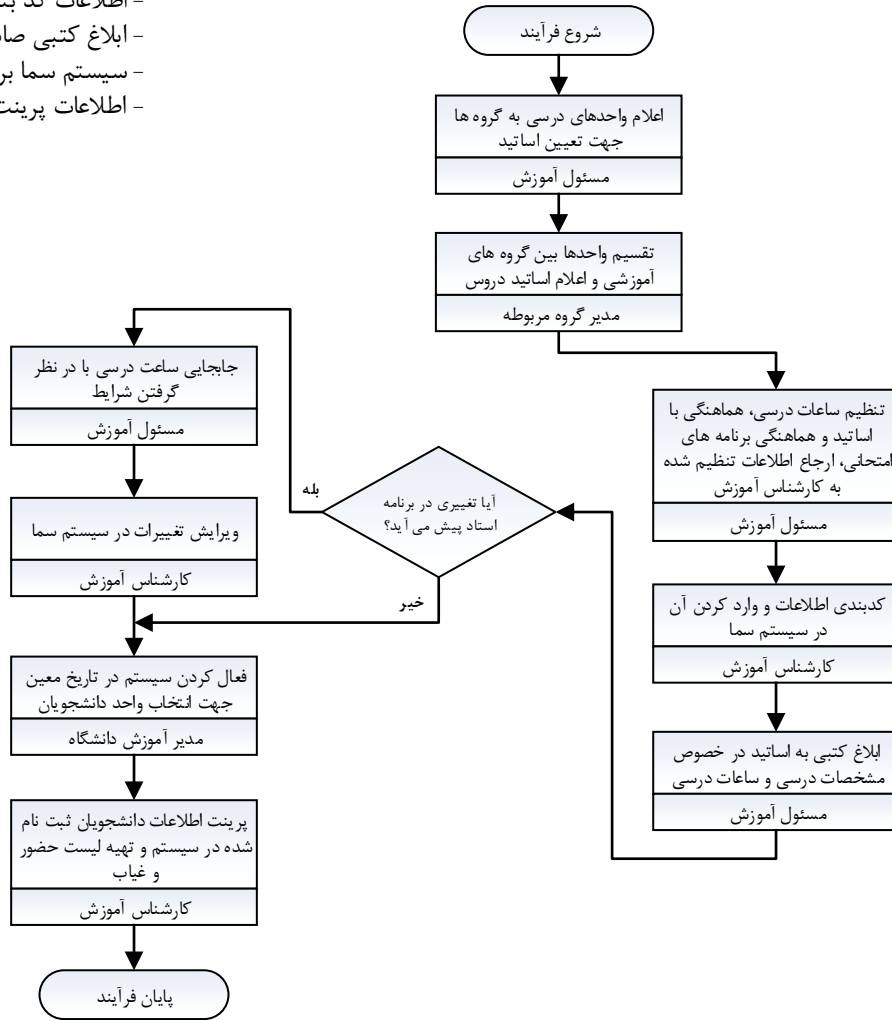 - اطلاعات کد
- ابلاغ کتبی
- سیستم سما
- اطلاعات پرینت
شروع فرآیند
اعلام واحدهای درسی به گروه ها
جهت تعیین اساتید
مسئول آموزش
تقسیم واحدها بین گروه های
آموزشی و اعلام اساتید دروس
مدیر گروه مربوطه
تنظیم ساعات درسی، هماهنگی با
اساتید و هماهنگی برنامه های
امتحانی، ارجاع اطلاعات تنظیم شده
به کارشناس آموزش
مسئول آموزش
کدبندی اطلاعات و وارد کردن آن
در سیستم سما
کارشناس آموزش
ابلاغ کتبی به اساتید در خصوص
مشخصات درسی و ساعات درسی
مسئول آموزش
آیا تغییری در برنامه
استاد پیش می آید؟
بله
خیر
جابجایی ساعت درسی با در نظر
گرفتن شرایط
مسئول آموزش
ویرایش تغییرات در سیستم سما
کارشناس آموزش
فعال کردن سیستم در تاریخ معین
جهت انتخاب واحد دانشجویان
مدیر آموزش دانشگاه
پرینت اطلاعات دانشجویان ثبت نام
شده در سیستم و تهیه لیست حضور
و غیاب
کارشناس آموزش
پایان فرآیند